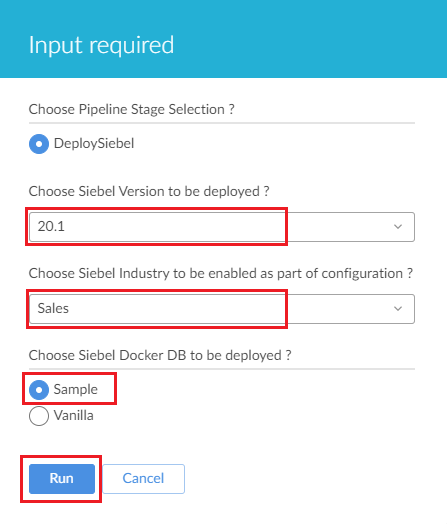 Input required
Choose Pipeline Stage Selection ?
DeploySiebel
Choose Siebel Version to be deployed ?
20.1
Choose Siebel Industry to be enabled as part of configuration ?
Sales
Choose Siebel Docker DB to be deployed ?
Sample
Vanilla
Run Cancel